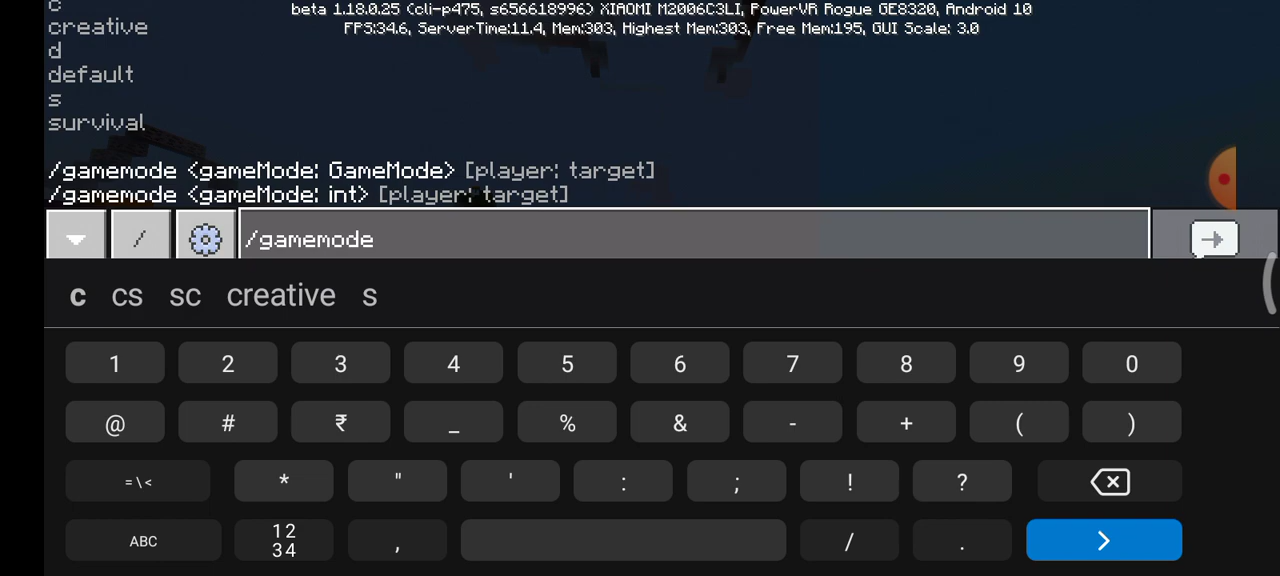 c
creative
d
default
s
survival
beta 1.18.0.25 (cli-p475, s656618996) XIAOMI M2006C3LI, PowerVR Rogue GE8320, Android 10
FPS:34.6, ServerTime:11.4, Mem:303, Highest Mem:303, Free Mem:195, GUI Scale: 3.0
/gamemode <gameMode: GameMode> [player: target]
/gamemode <gameMode: int> [player: target]
/
/gamemode
c cs sc creative s
1 2 3 4 5 6 7 8 9 0
@ # ₹ _ % & - + ( )
=\< * " ' : ; ! ?
ABC 12 34 , / .